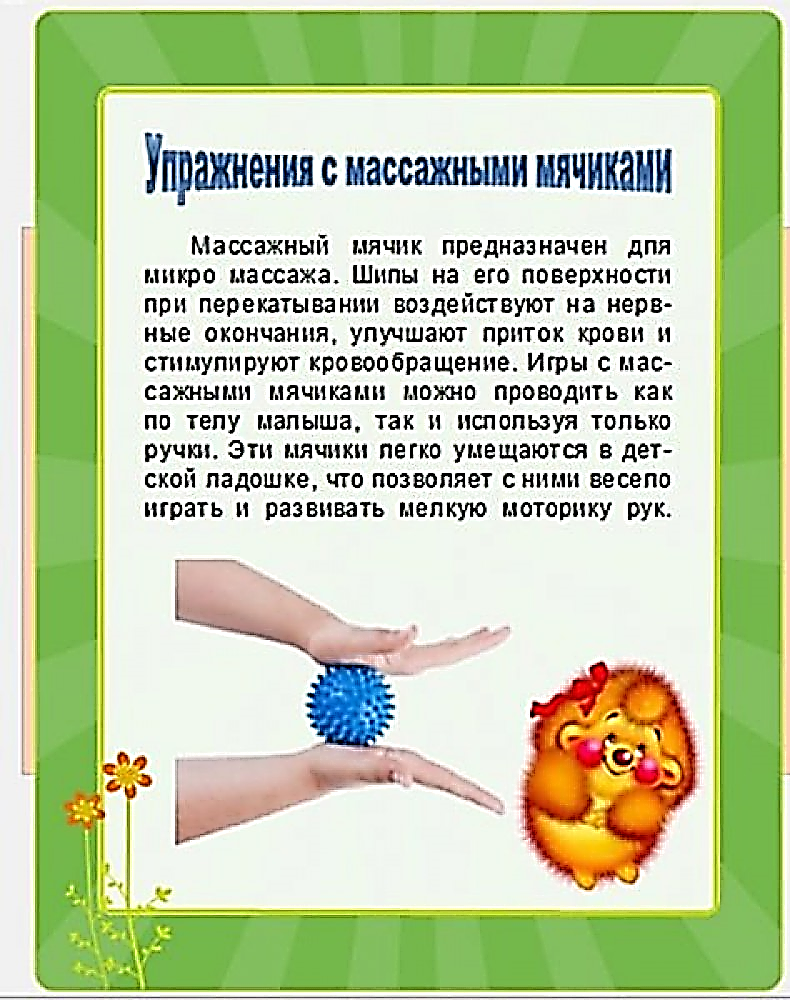 Упражнения с массажными мячиками
Массажный мячик предназначен для
микро массажа. Шипы на его поверхности
при перекатывании воздействуют на нерв-
ные окончания, улучшают приток крови и
стимулируют кровообращение. Игры с мас-
сажными мячиками можно проводить как
по телу малыша, так и используя только
ручки. Эти мячики легко умещаются в дет-
ской ладошке, что позволяет с ними весело
играть и развивать мелкую моторику рук.